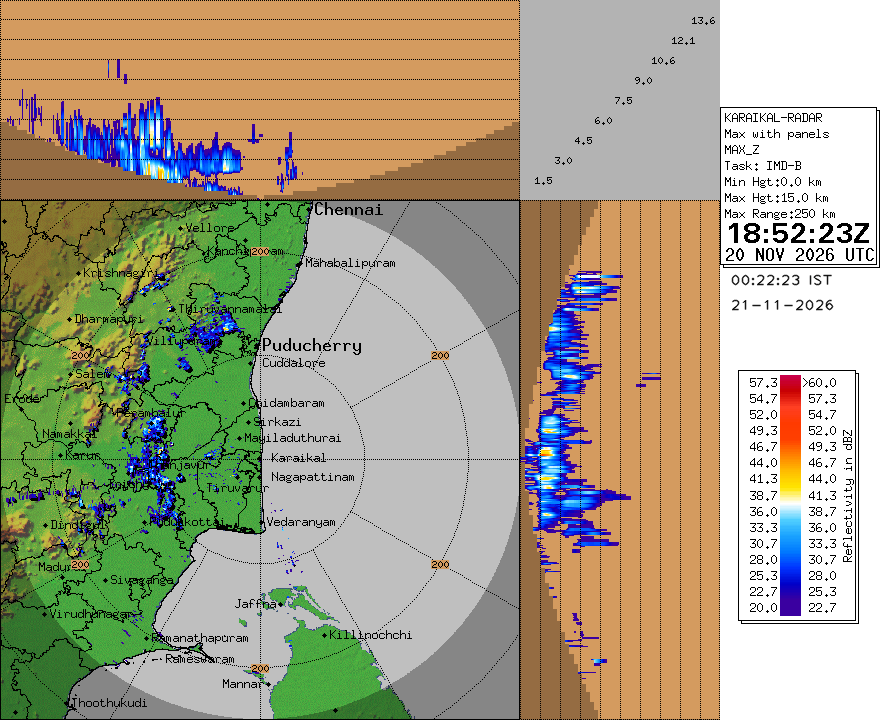 13.6
12.1
10.6
9.0
7.5
6.0
4.5
3.0
1.5
KARAIKAL-RADAR
Max with panels
MAX_Z
Task: IMD-B
Min Hgt:0.0 km
Max Hgt:15.0 km
Max Range:250 km
18:52:23Z
20 NOV 2026 UTC
00:22:23 IST
21-11-2026
Chennai
Vellore
200
Mahabalipuram
Krishnagiri
Thiruvannamalai
Dharmapuri
Villupuram
Puducherry
200
200
Cuddalore
Salem
Erode
Chidambaram
Perambalur
Sirkazi
Namakkal
Mayiladuthurai
Karur
Karaikal
Nagapattinam
Tiruvarur
Vedaranyam
Pudukottai
200
200
Sivaganga
Jaffna
Virudhunagar
Ramanathapuram
Killinochchi
Rameswaram
200
Mannar
Thoothukudi
57.3 >60.0
54.7 57.3
52.0 54.7
49.3 52.0
46.7 49.3
44.0 46.7
41.3 44.0
38.7 41.3
36.0 38.7
33.3 36.0
30.7 33.3
28.0 30.7
25.3 28.0
22.7 25.3
20.0 22.7
Reflectivity in dBZ